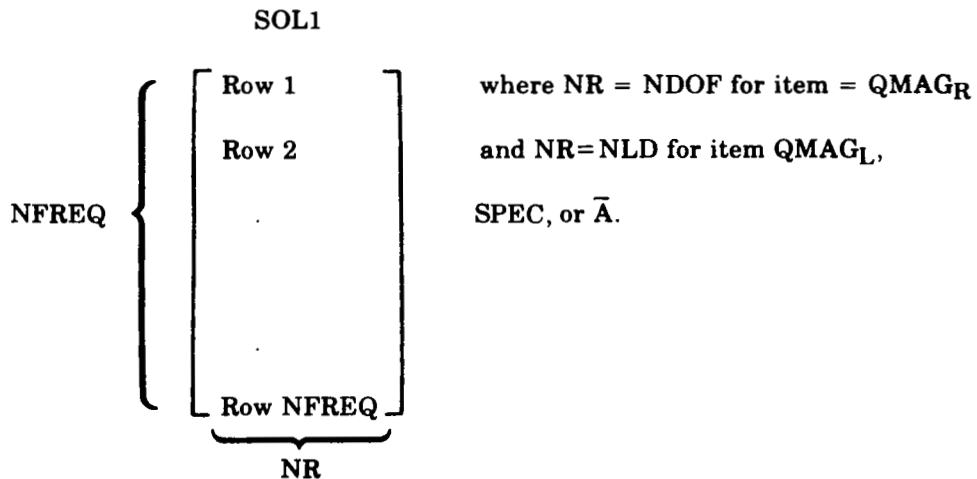 SOL1
Row 1 where NR = NDOF for item = QMAG_R
Row 2 and NR=NLD for item QMAG_L,
NFREQ . SPEC, or A̅.
.
Row NFREQ
NR